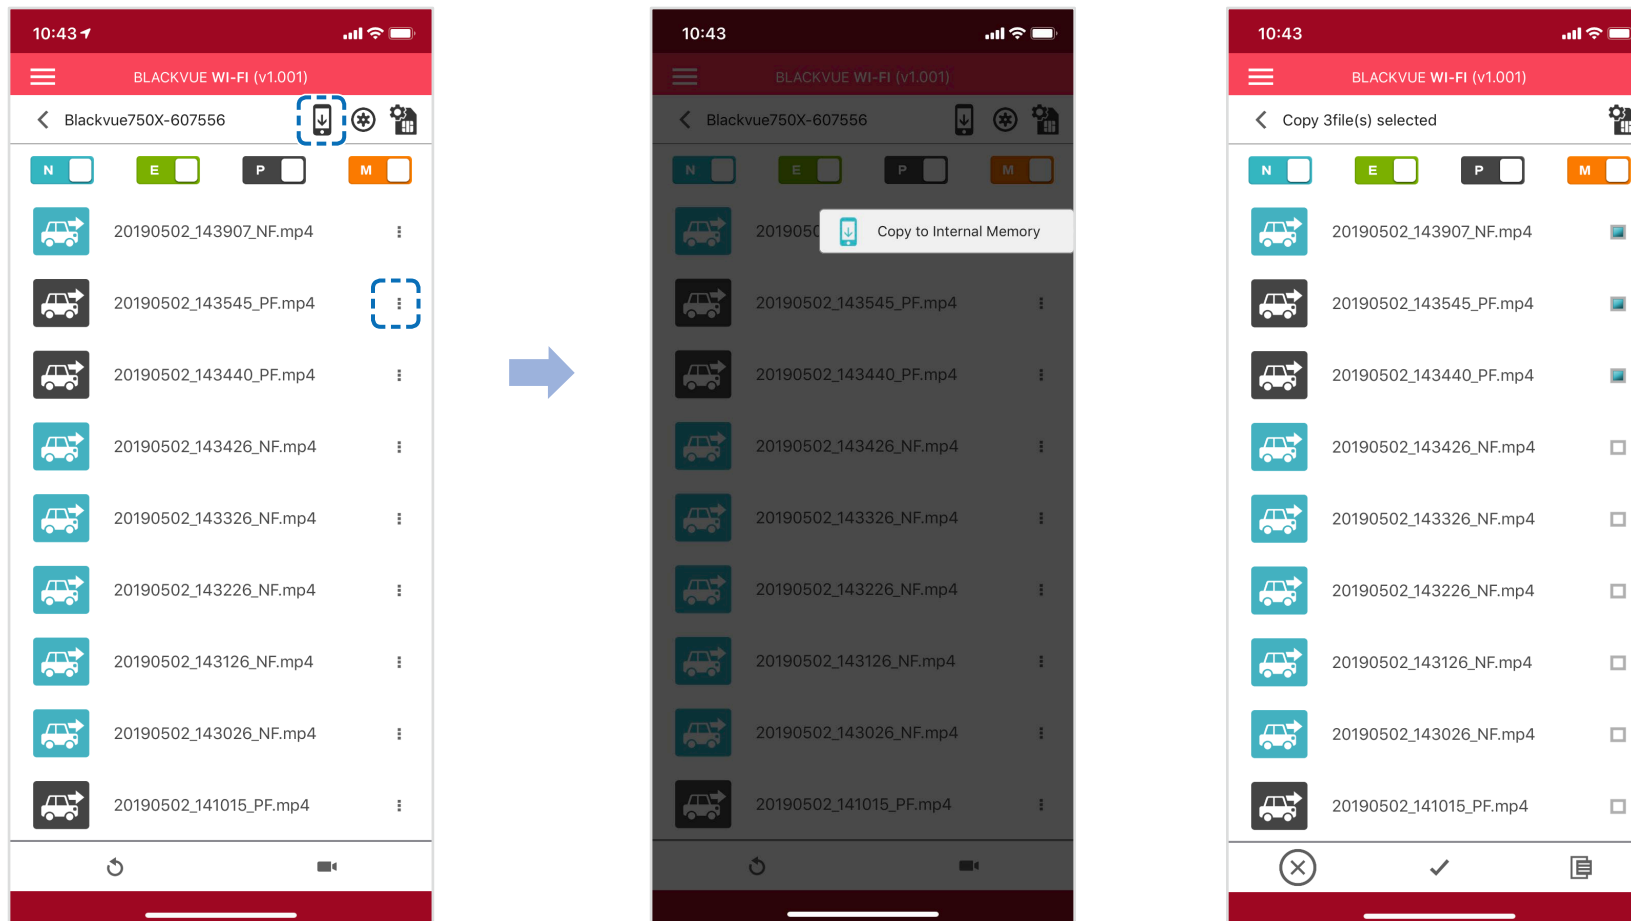 10:43
BLACKVUE WI-FI (v1.001)
Blackvue750X-607556
N E P M
20190502_143907_NF.mp4
20190502_143545_PF.mp4
20190502_143440_PF.mp4
20190502_143426_NF.mp4
20190502_143326_NF.mp4
20190502_143226_NF.mp4
20190502_143126_NF.mp4
20190502_143026_NF.mp4
20190502_141015_PF.mp4
10:43
BLACKVUE WI-FI (v1.001)
Blackvue750X-607556
N E P M
2019050
Copy to Internal Memory
20190502_143545_PF.mp4
20190502_143440_PF.mp4
20190502_143426_NF.mp4
20190502_143326_NF.mp4
20190502_143226_NF.mp4
20190502_143126_NF.mp4
20190502_143026_NF.mp4
20190502_141015_PF.mp4
10:43
BLACKVUE WI-FI (v1.001)
Copy 3file(s) selected
N E P M
20190502_143907_NF.mp4
20190502_143545_PF.mp4
20190502_143440_PF.mp4
20190502_143426_NF.mp4
20190502_143326_NF.mp4
20190502_143226_NF.mp4
20190502_143126_NF.mp4
20190502_143026_NF.mp4
20190502_141015_PF.mp4